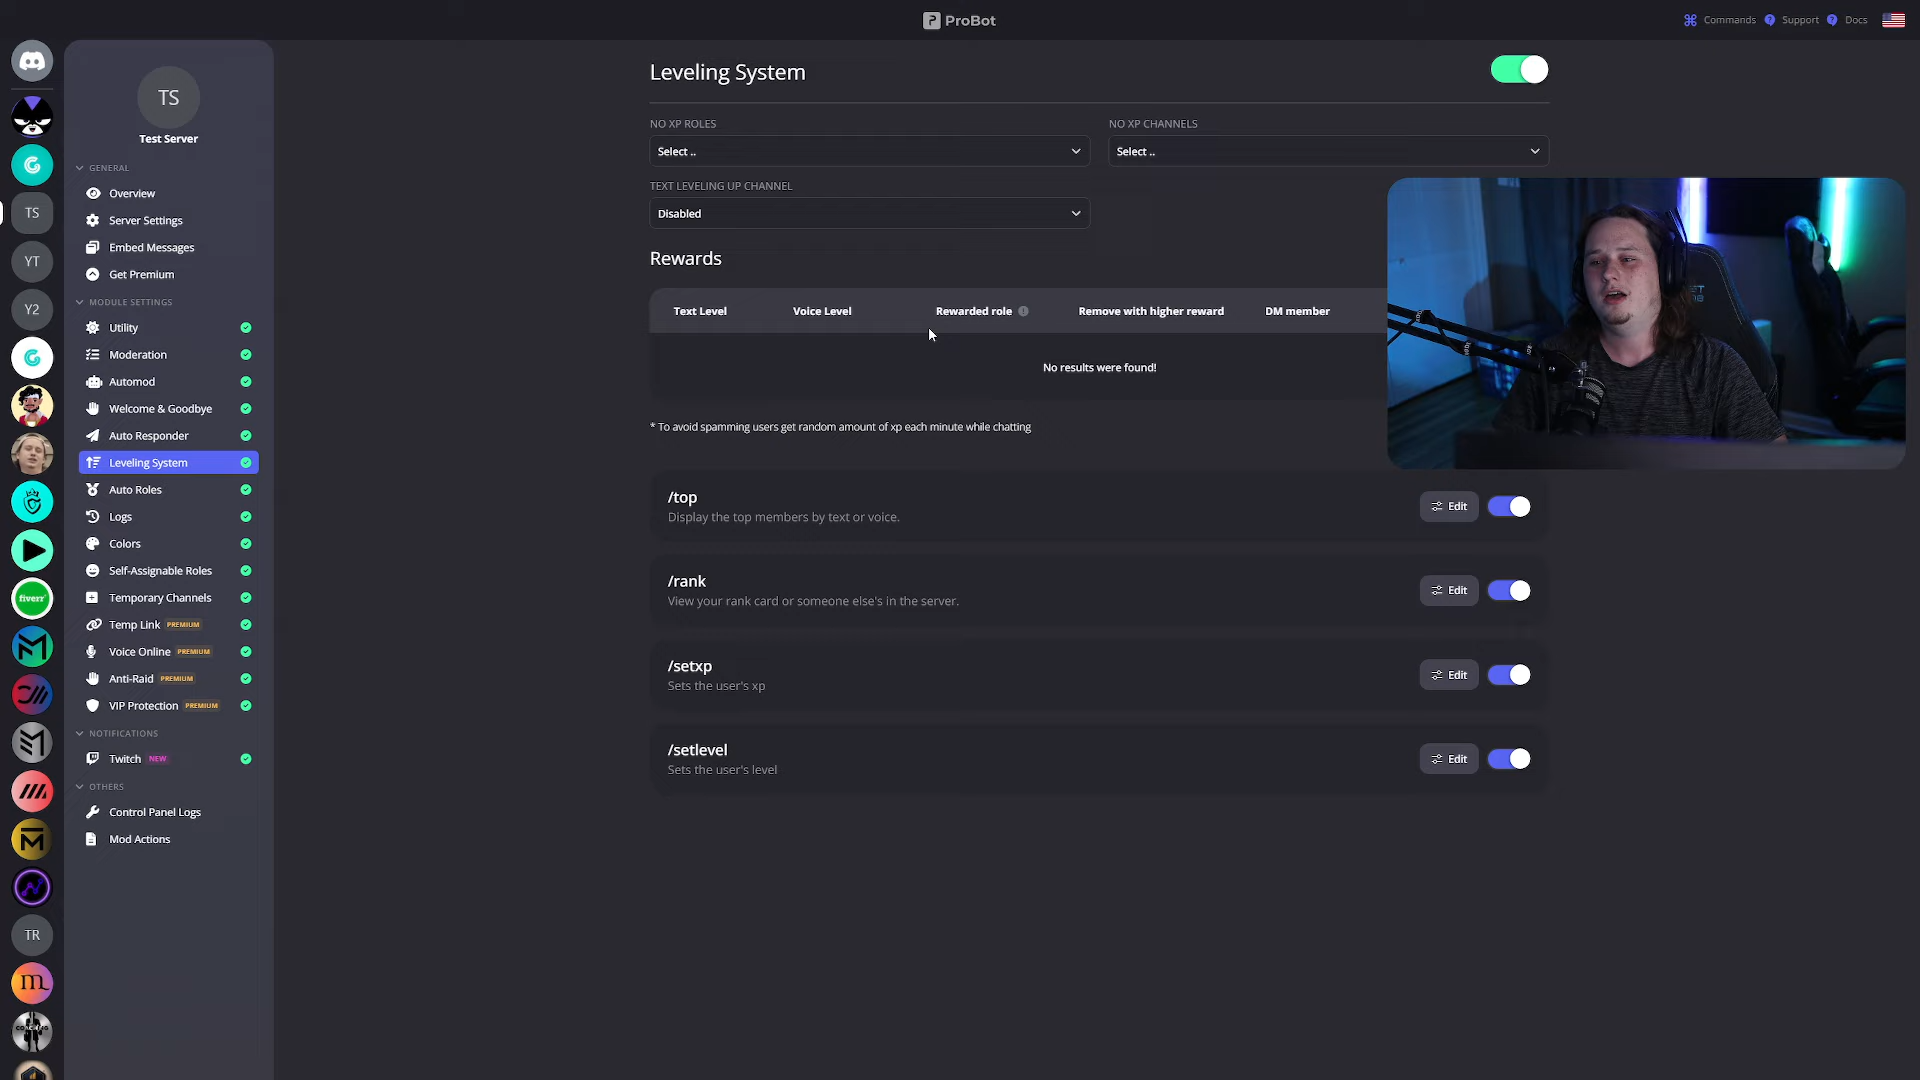 ProBot
Commands
Support
Docs
TS
Test Server
GENERAL
Overview
Server Settings
Embed Messages
Get Premium
MODULE SETTINGS
Utility
Moderation
Automod
Welcome & Goodbye
Auto Responder
Leveling System
Auto Roles
Logs
Colors
Self-Assignable Roles
Temporary Channels
Temp Link PREMIUM
Voice Online PREMIUM
Anti-Raid PREMIUM
VIP Protection PREMIUM
NOTIFICATIONS
Twitch NEW
OTHERS
Control Panel Logs
Mod Actions
TS
YT
Y2
fiverr
TR
m
Leveling System
NO XP ROLES
Select ..
NO XP CHANNELS
Select ..
TEXT LEVELING UP CHANNEL
Disabled
Rewards
Text Level
Voice Level
Rewarded role
Remove with higher reward
DM member
No results were found!
* To avoid spamming users get random amount of xp each minute while chatting
/top
Display the top members by text or voice.
Edit
/rank
View your rank card or someone else's in the server.
Edit
/setxp
Sets the user's xp
Edit
/setlevel
Sets the user's level
Edit